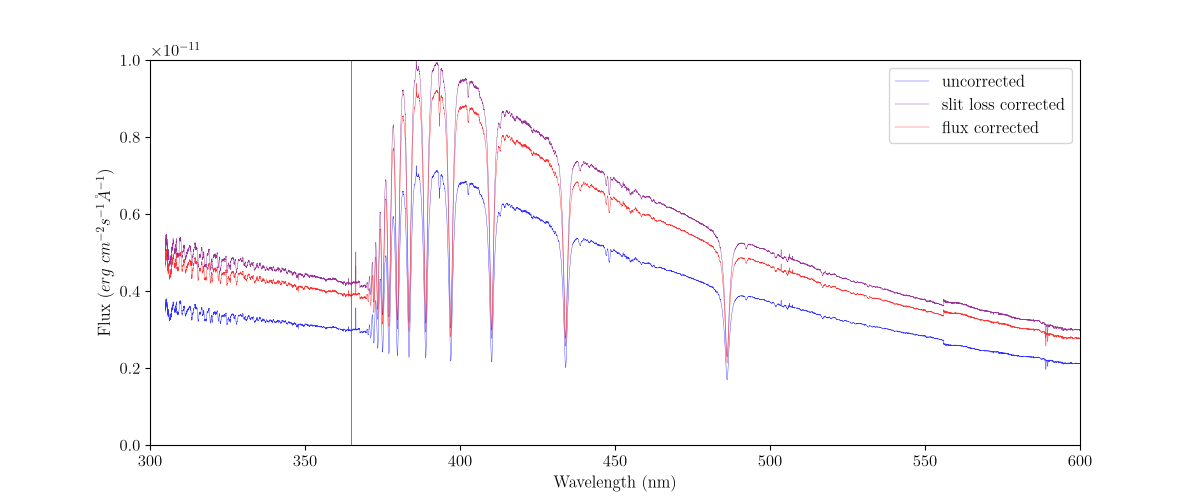 ×10⁻¹¹
1.0
0.8
0.6
0.4
0.2
0.0
Flux (erg cm⁻²s⁻¹Å⁻¹)
uncorrected
slit loss corrected
flux corrected
300 350 400 450 500 550 600
Wavelength (nm)